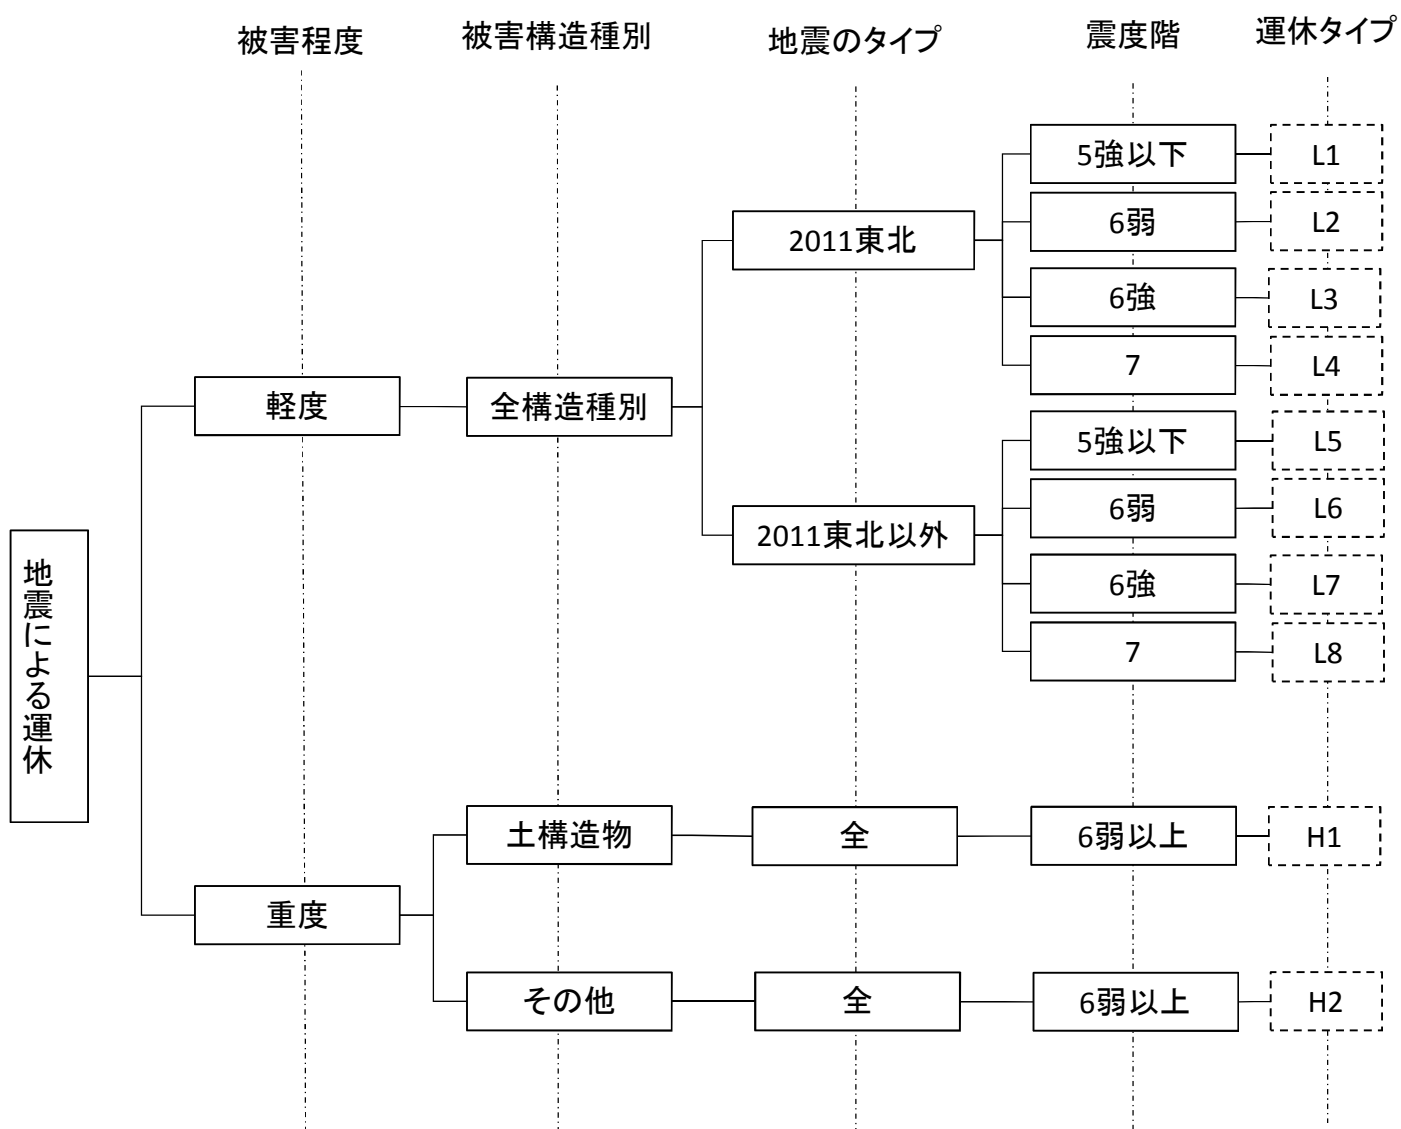 被害程度
被害構造種別
地震のタイプ
震度階
運休タイプ
5強以下
L1
2011東北
6弱
L2
6強
L3
7
L4
軽度
全構造種別
5強以下
L5
2011東北以外
6弱
L6
6強
L7
7
L8
地震による運休
土構造物
全
6弱以上
H1
重度
その他
全
6弱以上
H2